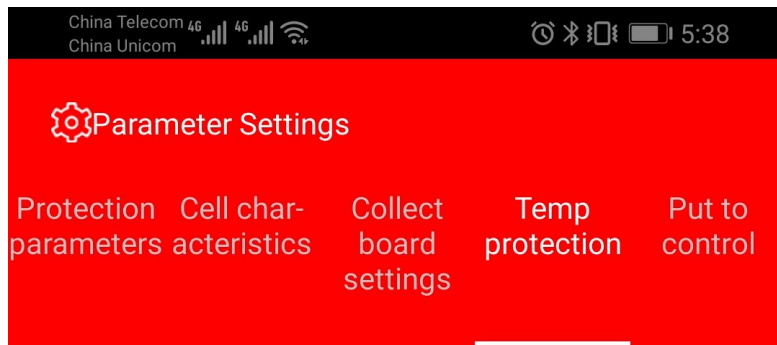 China Telecom 4G 4G
China Unicom
5:38
Parameter Settings
Protection parameters
Cell char-
acteristics
Collect
board
settings
Temp
protection
Put to
control